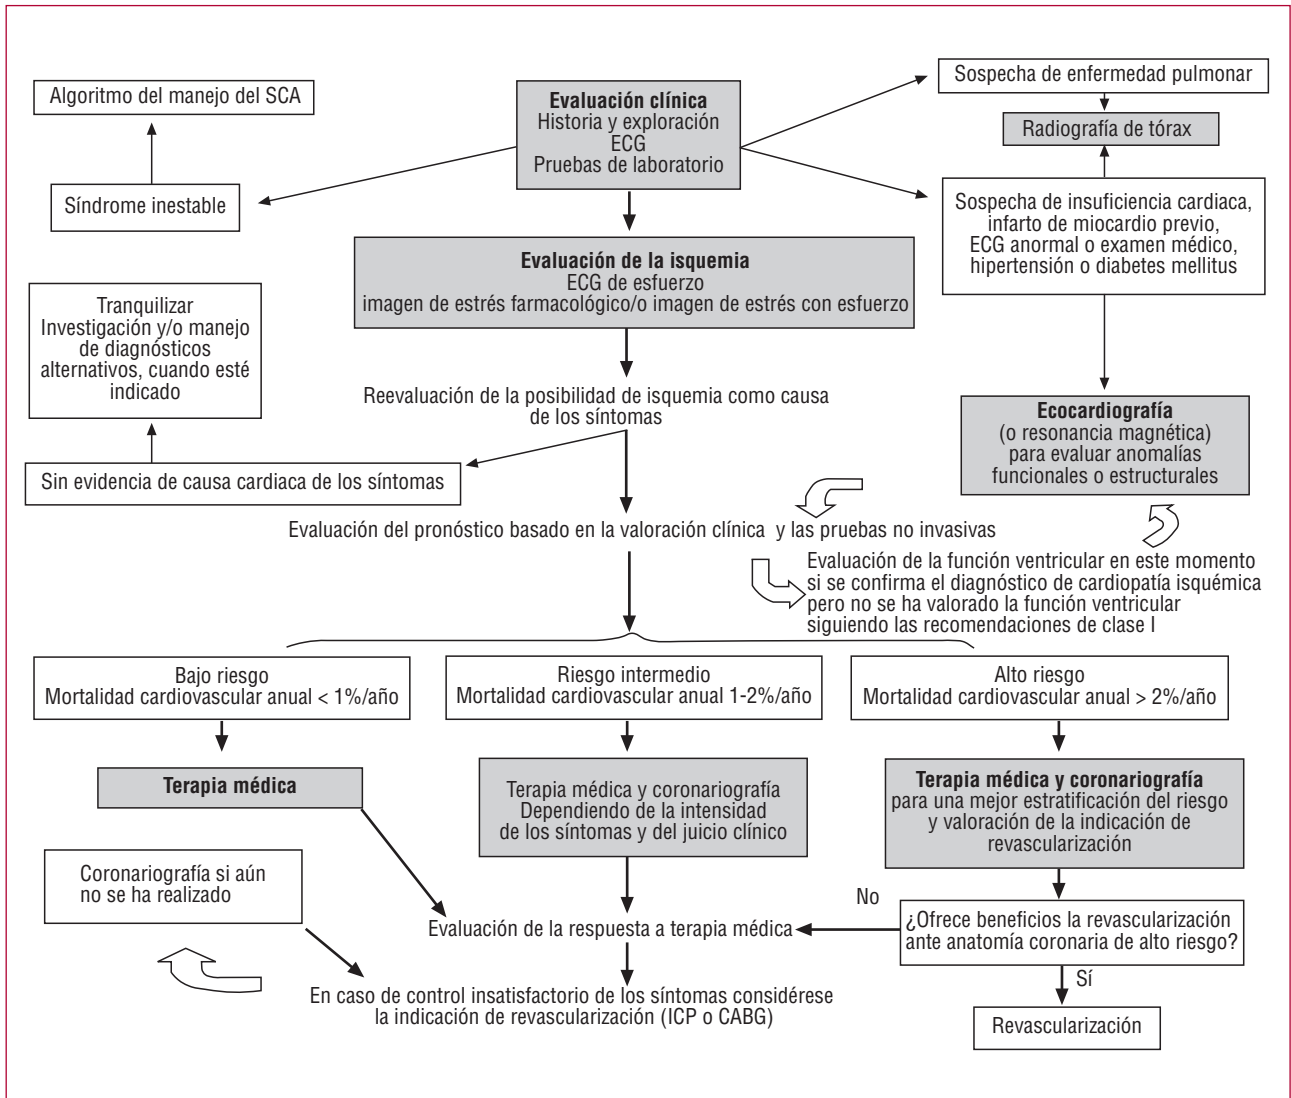 Algoritmo del manejo del SCA
Síndrome inestable
Evaluación clínica
Historia y exploración
ECG
Pruebas de laboratorio
Sospecha de enfermedad pulmonar
Radiografía de tórax
Sospecha de insuficiencia cardiaca,
infarto de miocardio previo,
ECG anormal o examen médico,
hipertensión o diabetes mellitus
Evaluación de la isquemia
ECG de esfuerzo
imagen de estrés farmacológico/o imagen de estrés con esfuerzo
Tranquilizar
Investigación y/o manejo
de diagnósticos
alternativos, cuando esté
indicado
Reevaluación de la posibilidad de isquemia como causa
de los síntomas
Ecocardiografía
(o resonancia magnética)
para evaluar anomalías
funcionales o estructurales
Sin evidencia de causa cardiaca de los síntomas
Evaluación del pronóstico basado en la valoración clínica y las pruebas no invasivas
Evaluación de la función ventricular en este momento
si se confirma el diagnóstico de cardiopatía isquémica
pero no se ha valorado la función ventricular
siguiendo las recomendaciones de clase I
Bajo riesgo
Mortalidad cardiovascular anual < 1%/año
Riesgo intermedio
Mortalidad cardiovascular anual 1-2%/año
Alto riesgo
Mortalidad cardiovascular anual > 2%/año
Terapia médica
Terapia médica y coronariografía
Dependiendo de la intensidad
de los síntomas y del juicio clínico
Terapia médica y coronariografía
para una mejor estratificación del riesgo
y valoración de la indicación de
revascularización
Coronariografía si aún
no se ha realizado
Evaluación de la respuesta a terapia médica
No
¿Ofrece beneficios la revascularización
ante anatomía coronaria de alto riesgo?
Sí
En caso de control insatisfactorio de los síntomas considérese
la indicación de revascularización (ICP o CABG)
Revascularización